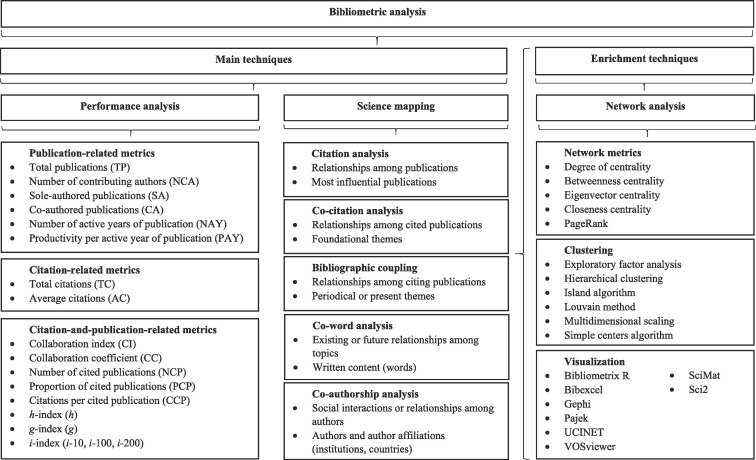 Bibliometric analysis
Main techniques
Enrichment techniques
Performance analysis
Science mapping
Network analysis
Publication-related metrics
• Total publications (TP)
• Number of contributing authors (NCA)
• Sole-authored publications (SA)
• Co-authored publications (CA)
• Number of active years of publication (NAY)
• Productivity per active year of publication (PAY)
Citation-related metrics
• Total citations (TC)
• Average citations (AC)
Citation-and-publication-related metrics
• Collaboration index (CI)
• Collaboration coefficient (CC)
• Number of cited publications (NCP)
• Proportion of cited publications (PCP)
• Citations per cited publication (CCP)
• h-index (h)
• g-index (g)
• i-index (i-10, i-100, i-200)
Citation analysis
• Relationships among publications
• Most influential publications
Co-citation analysis
• Relationships among cited publications
• Foundational themes
Bibliographic coupling
• Relationships among citing publications
• Periodical or present themes
Co-word analysis
• Existing or future relationships among
topics
• Written content (words)
Co-authorship analysis
• Social interactions or relationships among
authors
• Authors and author affiliations
(institutions, countries)
Network metrics
• Degree of centrality
• Betweenness centrality
• Eigenvector centrality
• Closeness centrality
• PageRank
Clustering
• Exploratory factor analysis
• Hierarchical clustering
• Island algorithm
• Louvain method
• Multidimensional scaling
• Simple centers algorithm
Visualization
• Bibliometrix R
• Bibexcel
• Gephi
• Pajek
• UCINET
• VOSviewer
• SciMat
• Sci2